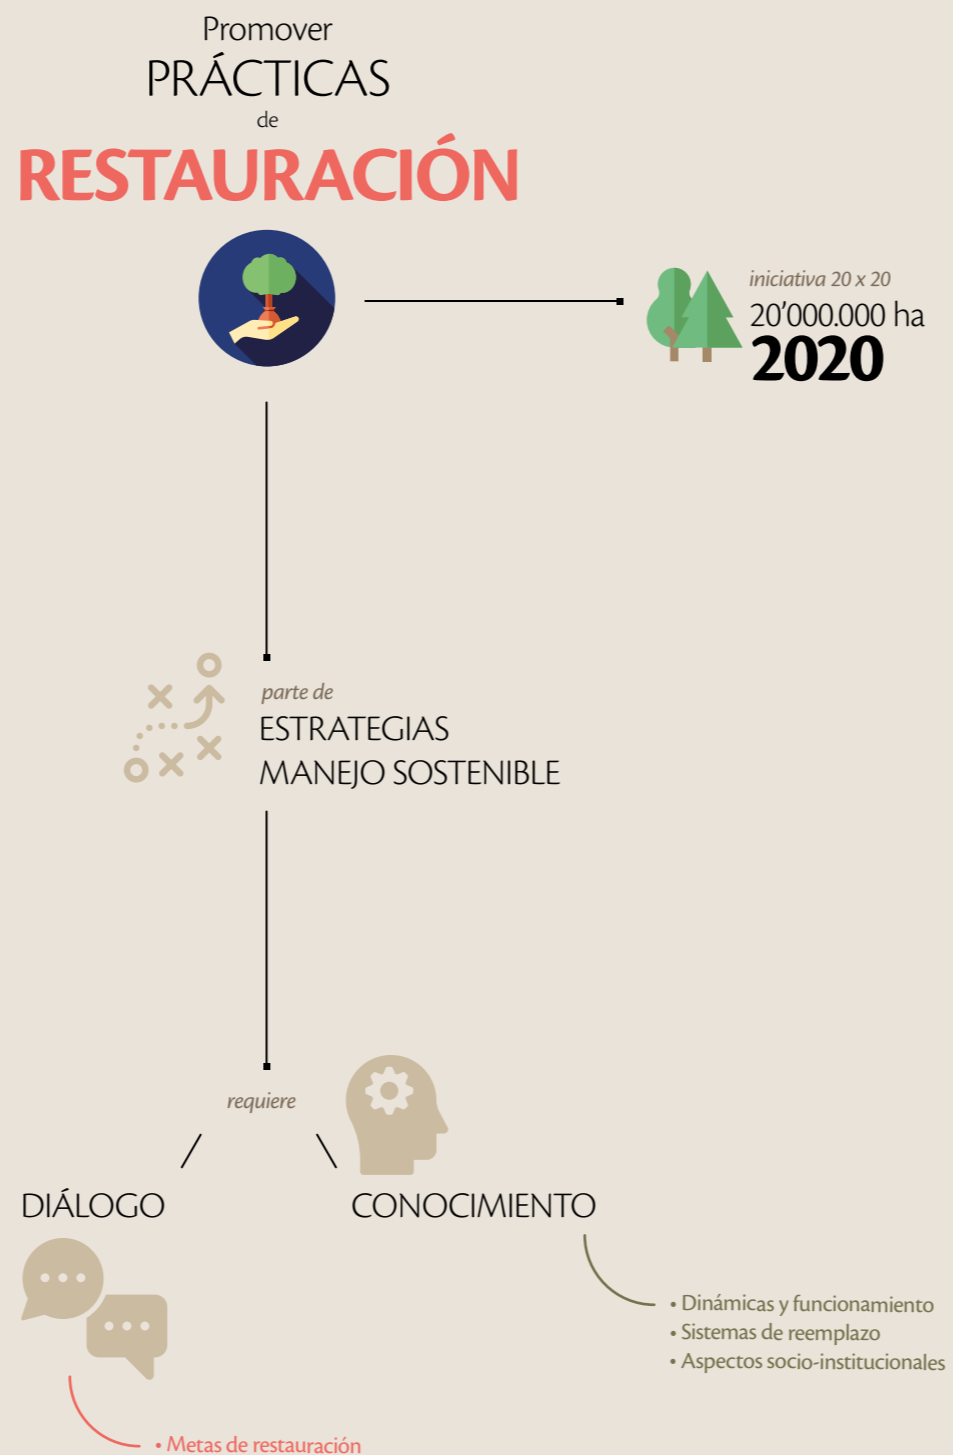 Promover
PRÁCTICAS
de
RESTAURACIÓN
iniciativa 20 x 20
20’000.000 ha
2020
parte de
ESTRATEGIAS
MANEJO SOSTENIBLE
requiere
DIÁLOGO
CONOCIMIENTO
• Dinámicas y funcionamiento
• Sistemas de reemplazo
• Aspectos socio-institucionales
• Metas de restauración